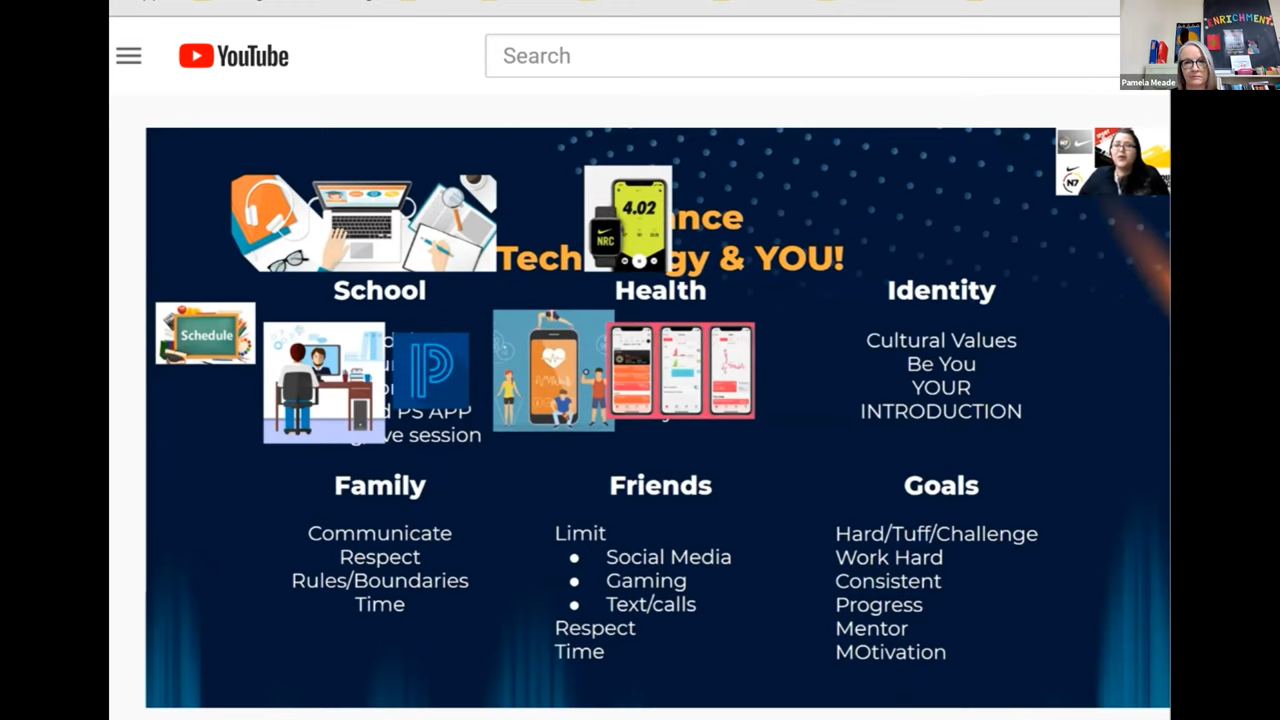 YouTube
Search
ENRICHMENT
Pamela Meade
N7
4.02
NRC
ance
Tech gy & YOU!
School
Health
Identity
Schedule
Cultural Values
Be You
YOUR
INTRODUCTION
PS APP
ve session
Family
Friends
Goals
Communicate
Respect
Rules/Boundaries
Time
Limit
● Social Media
● Gaming
● Text/calls
Respect
Time
Hard/Tuff/Challenge
Work Hard
Consistent
Progress
Mentor
MOtivation